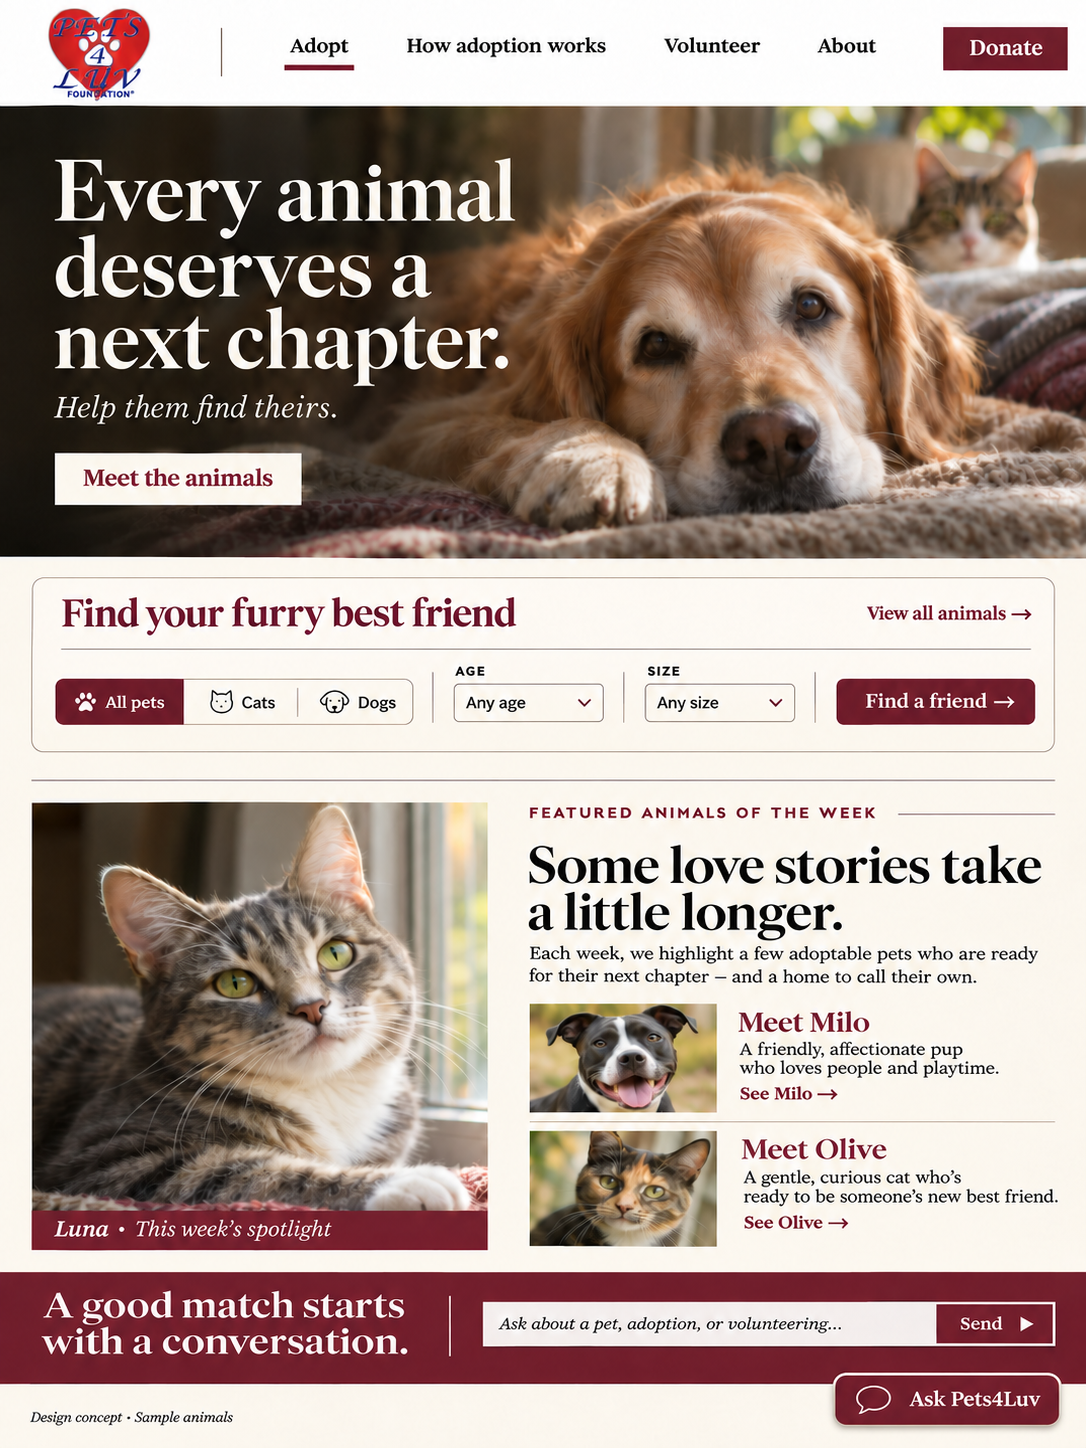 PET'S
4
LUV
FOUNDATION®
Adopt
How adoption works
Volunteer
About
Donate
Every animal
deserves a
next chapter.
Help them find theirs.
Meet the animals
Find your furry best friend
View all animals →
All pets
Cats
Dogs
AGE
Any age
SIZE
Any size
Find a friend →
Luna • This week's spotlight
FEATURED ANIMALS OF THE WEEK
Some love stories take
a little longer.
Each week, we highlight a few adoptable pets who are ready
for their next chapter – and a home to call their own.
Meet Milo
A friendly, affectionate pup
who loves people and playtime.
See Milo →
Meet Olive
A gentle, curious cat who's
ready to be someone's new best friend.
See Olive →
A good match starts
with a conversation.
Ask about a pet, adoption, or volunteering...
Send
Ask Pets4Luv
Design concept • Sample animals